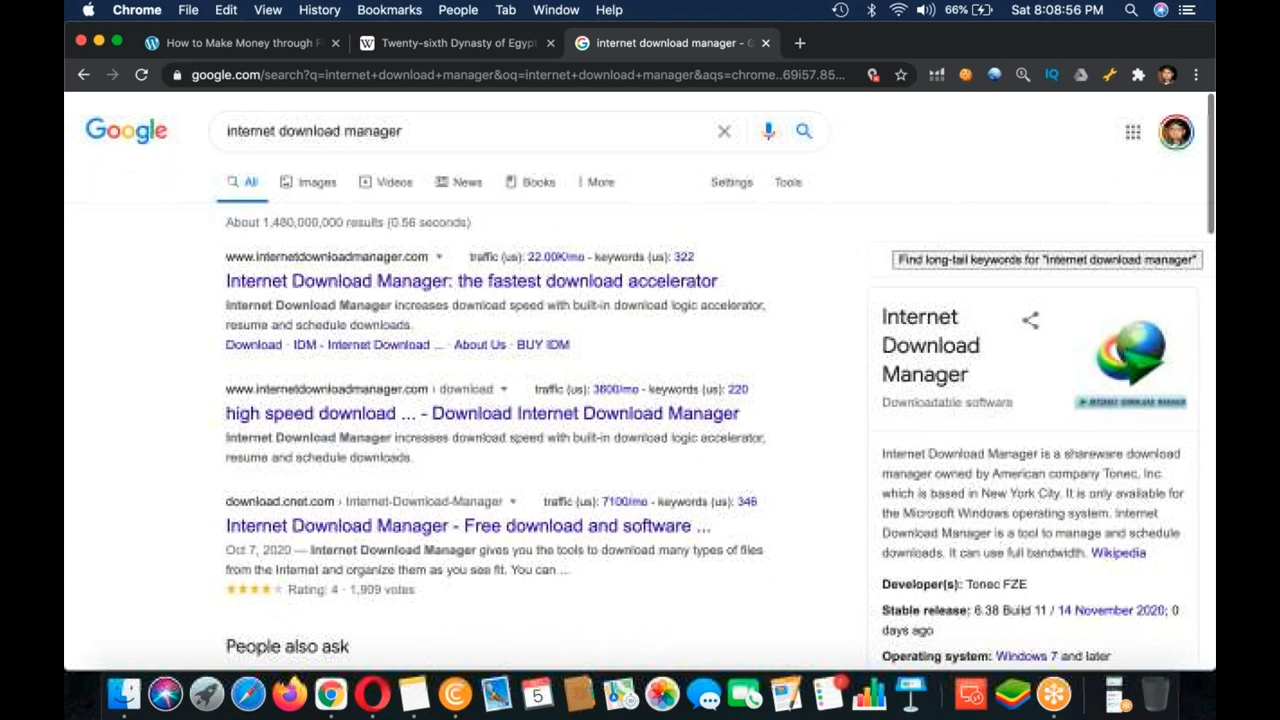 Chrome File Edit View History Bookmarks People Tab Window Help 66% Sat 8:08:56 PM
How to Make Money through F
Twenty-sixth Dynasty of Egypt
internet download manager - G
google.com/search?q=internet+download+manager&oq=internet+download+manager&aqs=chrome..69i57.85...
IQ
Google
internet download manager
All Images Videos News Books More Settings Tools
About 1,480,000,000 results (0.56 seconds)
www.internetdownloadmanager.com traffic (us): 22.00K/mo - keywords (us): 322
Internet Download Manager: the fastest download accelerator
Internet Download Manager increases download speed with built-in download logic accelerator,
resume and schedule downloads.
Download · IDM - Internet Download ... · About Us · BUY IDM
www.internetdownloadmanager.com › download traffic (us): 3600/mo - keywords (us): 220
high speed download ... - Download Internet Download Manager
Internet Download Manager increases download speed with built-in download logic accelerator,
resume and schedule downloads.
download.cnet.com › Internet-Download-Manager traffic (us): 7100/mo - keywords (us): 346
Internet Download Manager - Free download and software ...
Oct 7, 2020 — Internet Download Manager gives you the tools to download many types of files
from the Internet and organize them as you see fit. You can ...
Rating: 4 · 1,909 votes
People also ask
Find long-tail keywords for "internet download manager"
Internet
Download
Manager
Downloadable software
INTERNET DOWNLOAD MANAGER
Internet Download Manager is a shareware download
manager owned by American company Tonec, Inc.
which is based in New York City. It is only available for
the Microsoft Windows operating system. Internet
Download Manager is a tool to manage and schedule
downloads. It can use full bandwidth. Wikipedia
Developer(s): Tonec FZE
Stable release: 6.38 Build 11 / 14 November 2020; 0
days ago
Operating system: Windows 7 and later
5